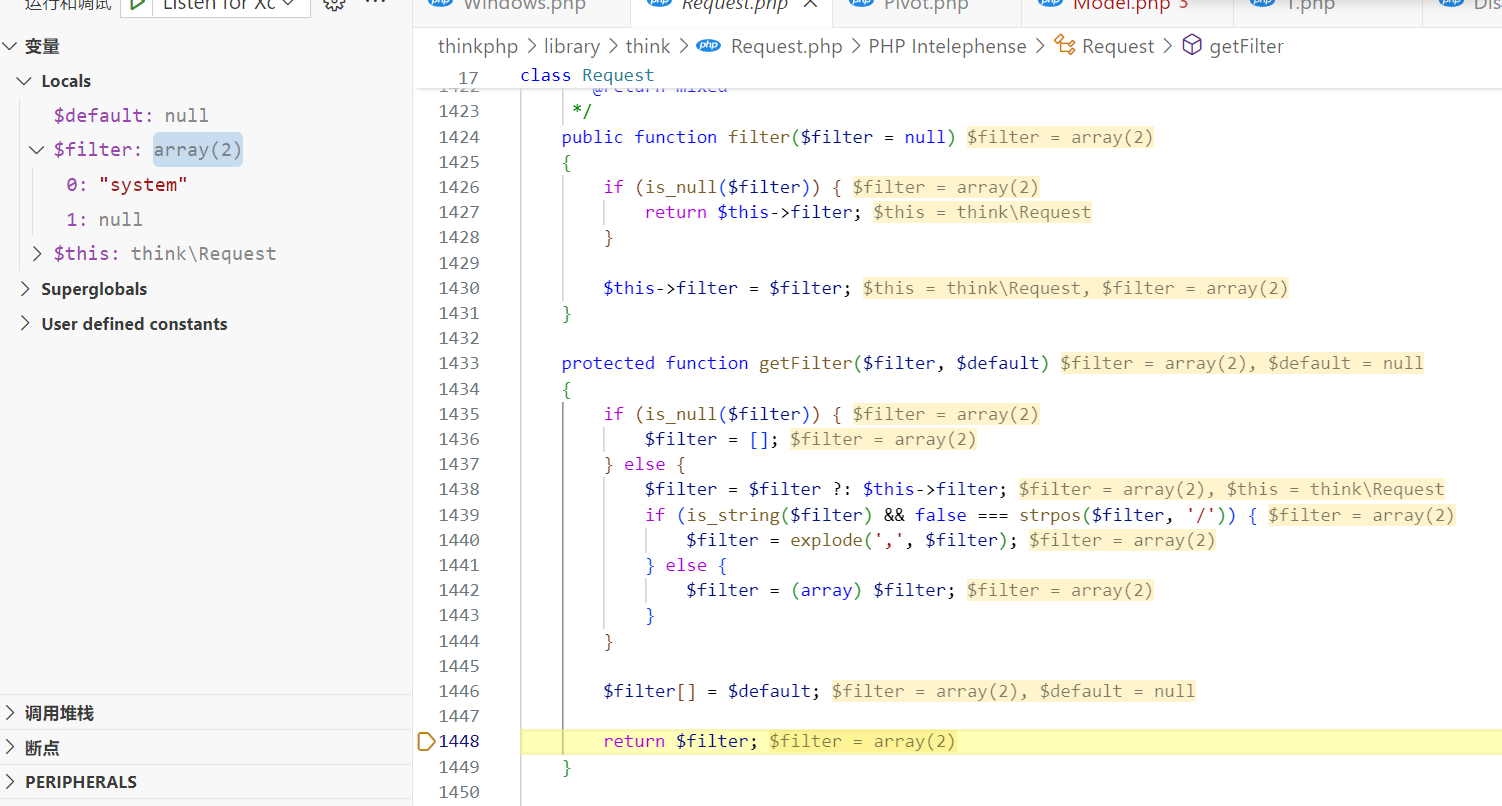 运行和调试 Listen for Xc
变量
Locals
$default: null
$filter: array(2)
0: "system"
1: null
$this: think\Request
Superglobals
User defined constants
调用堆栈
断点
PERIPHERALS
Windows.php Request.php Pivot.php Model.php 3 1.php Dis
thinkphp > library > think > php Request.php > PHP Intelephense > Request > getFilter
17 class Request
1422 @return mixed
1423 */
1424 public function filter($filter = null) $filter = array(2)
1425 {
1426 if (is_null($filter)) { $filter = array(2)
1427 return $this->filter; $this = think\Request
1428 }
1429
1430 $this->filter = $filter; $this = think\Request, $filter = array(2)
1431 }
1432
1433 protected function getFilter($filter, $default) $filter = array(2), $default = null
1434 {
1435 if (is_null($filter)) { $filter = array(2)
1436 $filter = []; $filter = array(2)
1437 } else {
1438 $filter = $filter ?: $this->filter; $filter = array(2), $this = think\Request
1439 if (is_string($filter) && false === strpos($filter, '/')) { $filter = array(2)
1440 $filter = explode(',', $filter); $filter = array(2)
1441 } else {
1442 $filter = (array) $filter; $filter = array(2)
1443 }
1444 }
1445
1446 $filter[] = $default; $filter = array(2), $default = null
1447
1448 return $filter; $filter = array(2)
1449 }
1450